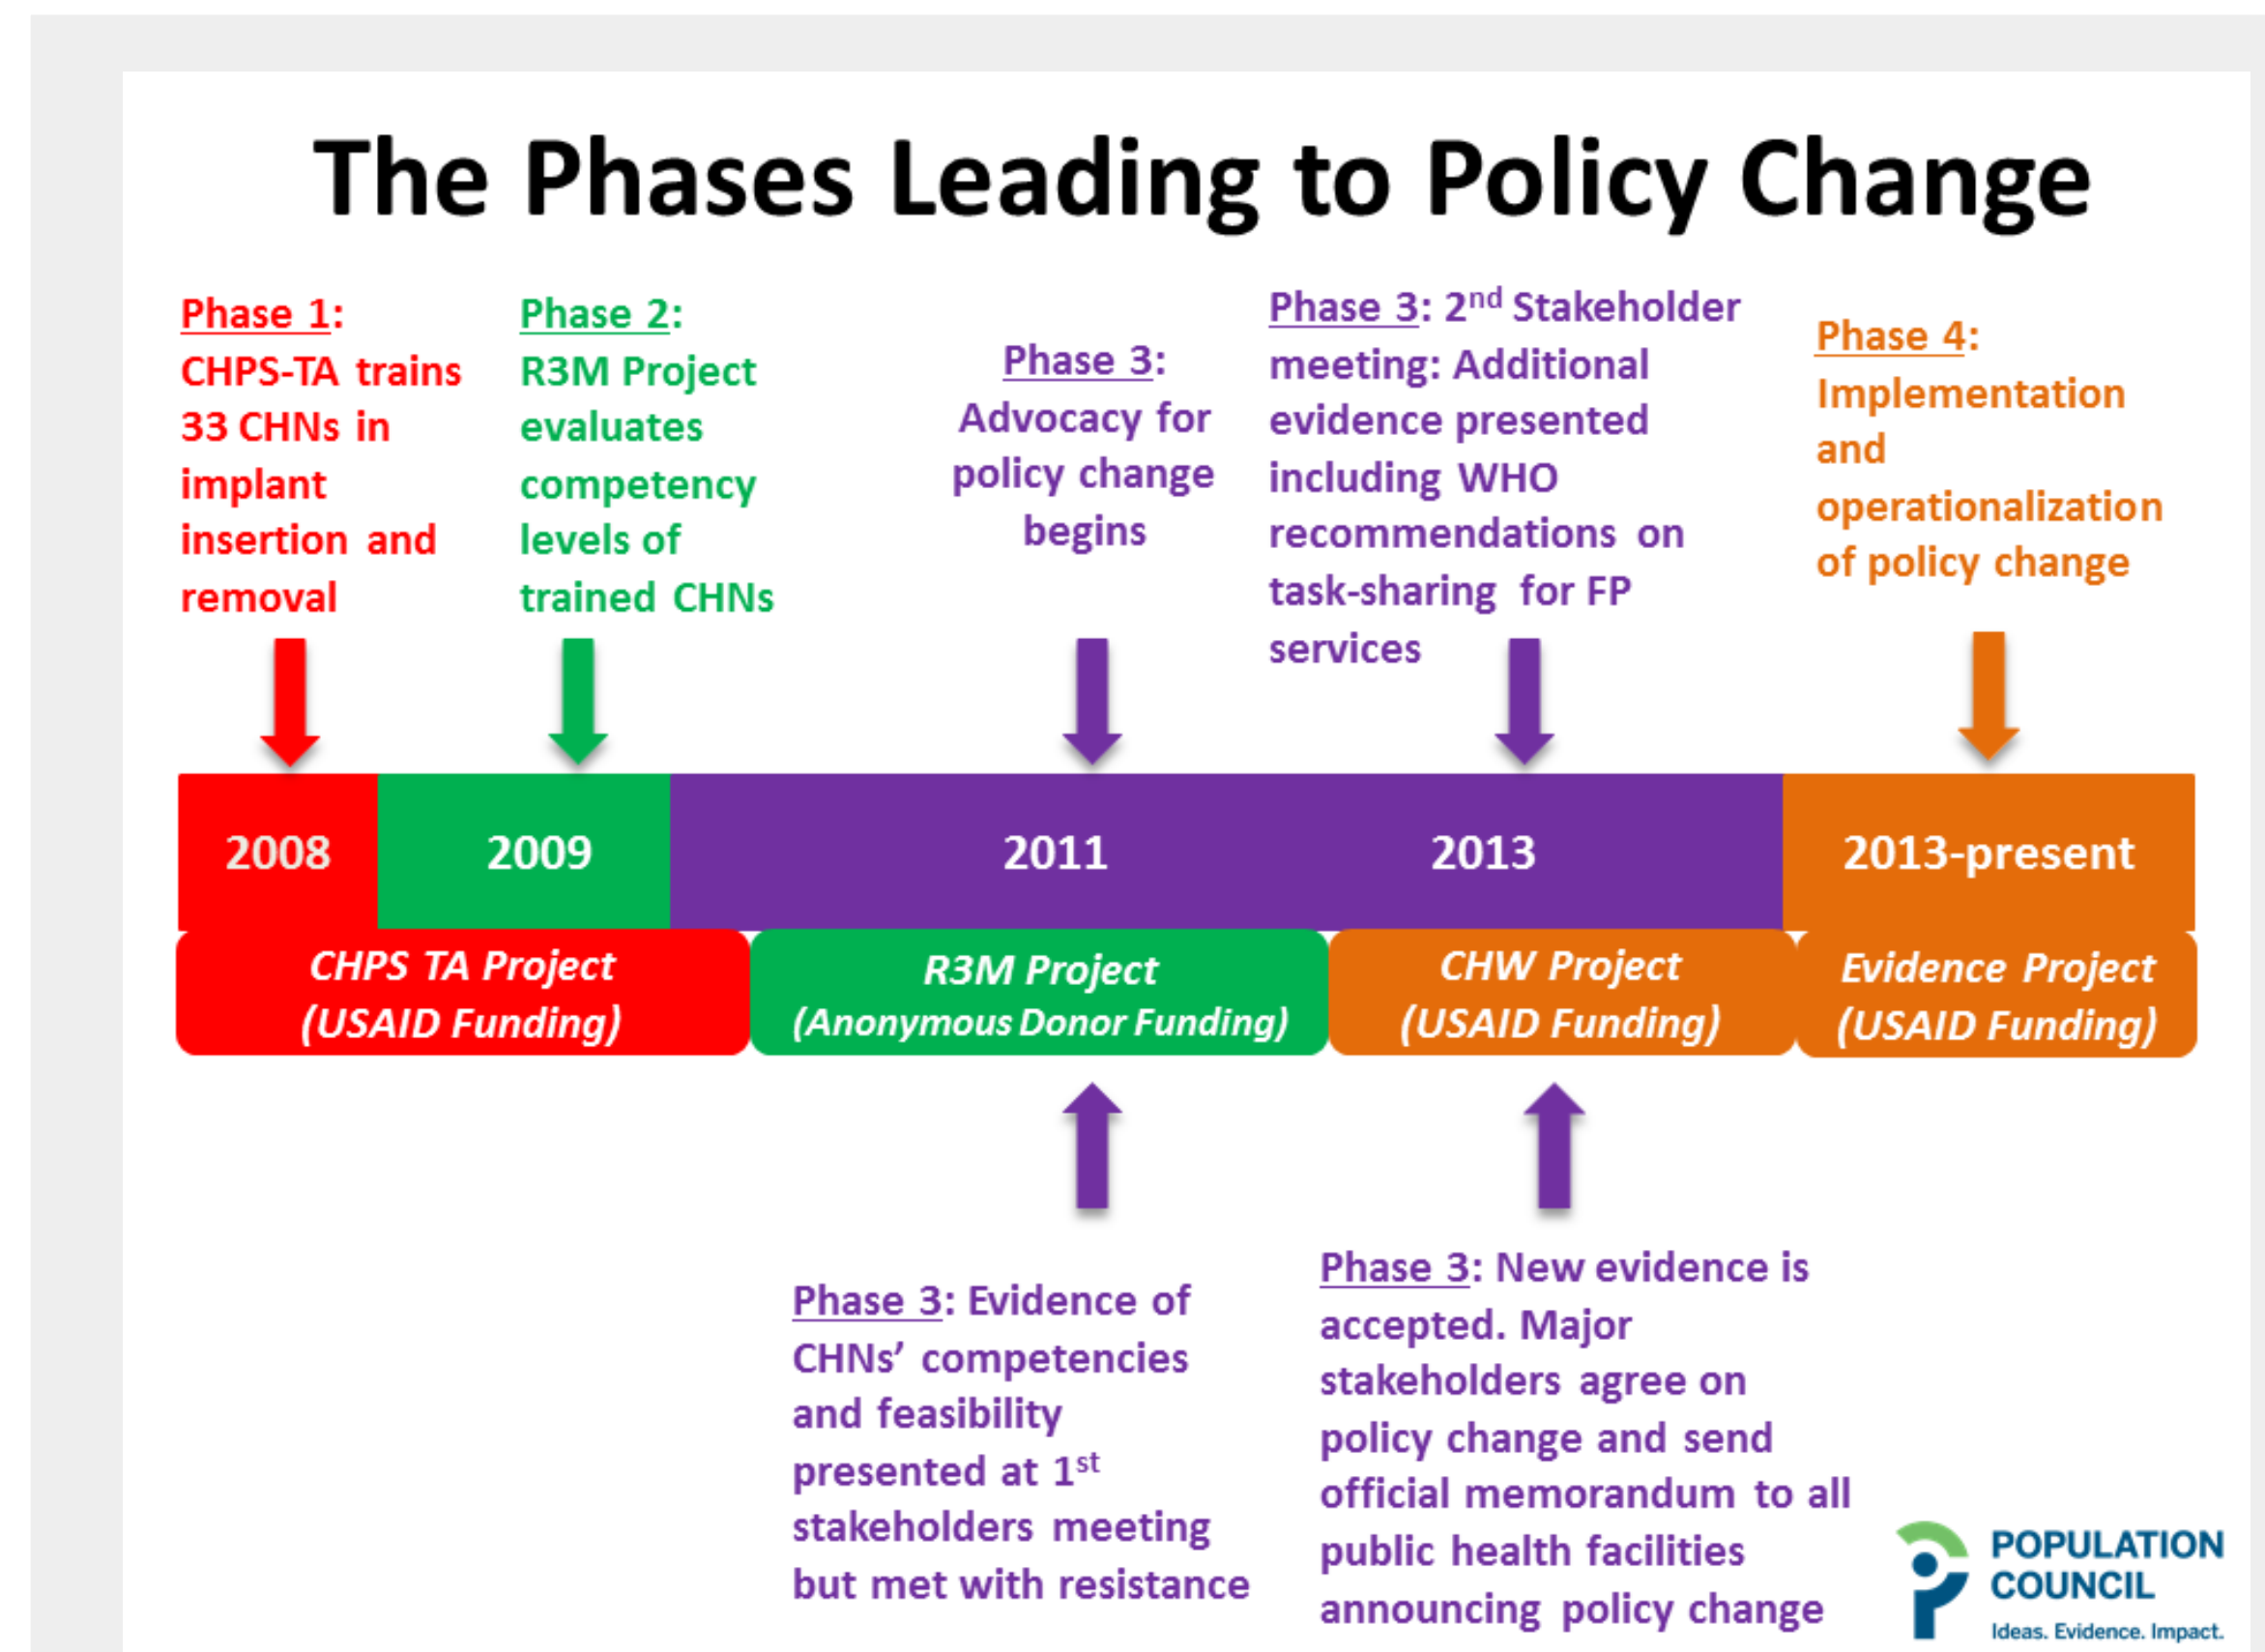 The Phases Leading to Policy Change
Phase 1:
CHPS-TA trains
33 CHNs in
implant
insertion and
removal
Phase 2:
R3M Project
evaluates
competency
levels of
trained CHNs
Phase 3:
Advocacy for
policy change
begins
Phase 3: 2nd Stakeholder
meeting: Additional
evidence presented
including WHO
recommendations on
task-sharing for FP
services
Phase 4:
Implementation
and
operationalization
of policy change
2008
2009
2011
2013
2013-present
CHPS TA Project
(USAID Funding)
R3M Project
(Anonymous Donor Funding)
CHW Project
(USAID Funding)
Evidence Project
(USAID Funding)
Phase 3: Evidence of
CHNs’ competencies
and feasibility
presented at 1st
stakeholders meeting
but met with resistance
Phase 3: New evidence is
accepted. Major
stakeholders agree on
policy change and send
official memorandum to all
public health facilities
announcing policy change
POPULATION
COUNCIL
Ideas. Evidence. Impact.